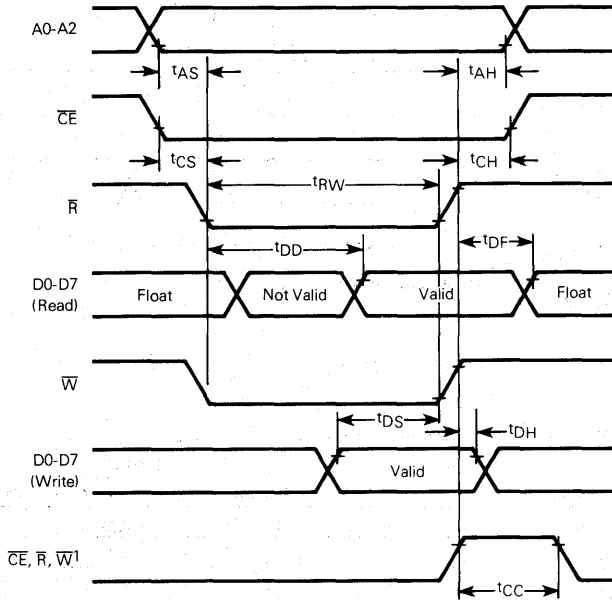 A0-A2
tAS
tAH
CE
tCS
tCH
R
tRW
tDD
tDF
D0-D7
(Read)
Float
Not Valid
Valid
Float
W
tDS
tDH
D0-D7
(Write)
Valid
CE, R, W1
tCC